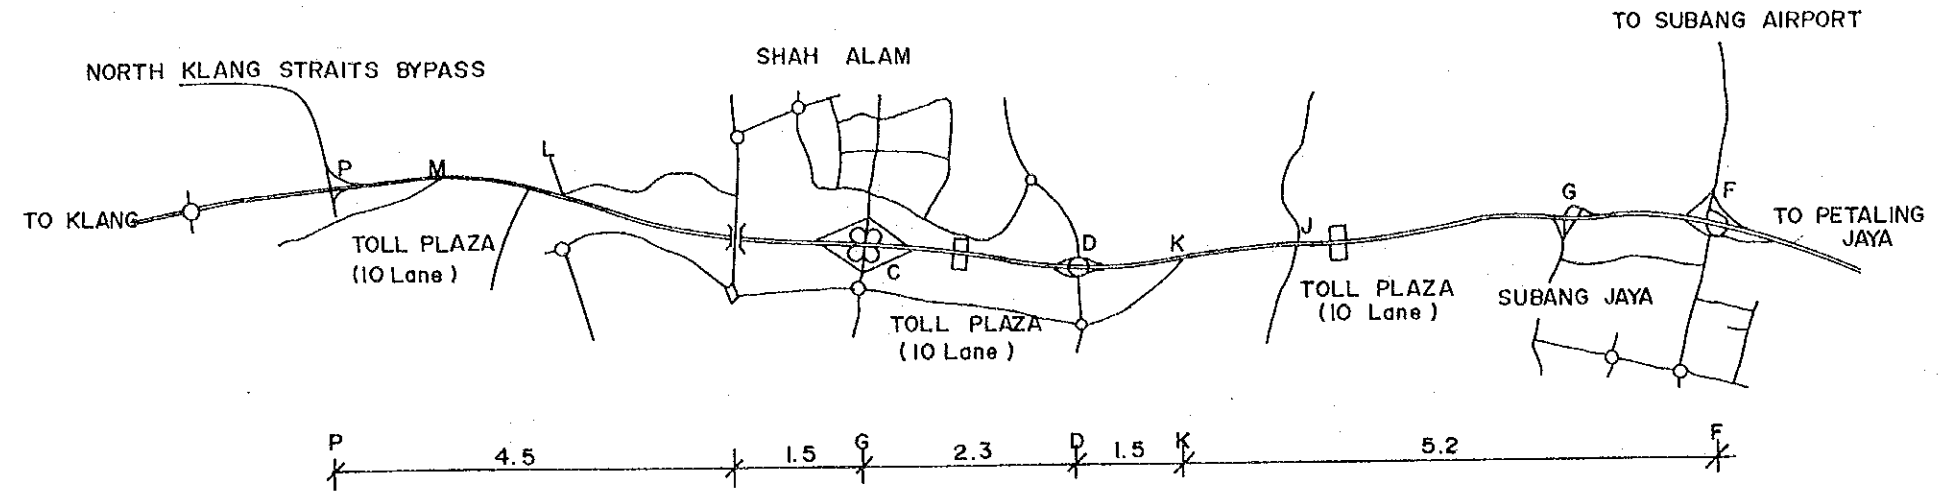 TO SUBANG AIRPORT
SHAH ALAM
NORTH KLANG STRAITS BYPASS
L
P
M
G
F
TO KLANG
TO PETALING
JAYA
TOLL PLAZA
(10 Lane)
C
D
K
J
TOLL PLAZA
(10 Lane)
SUBANG JAYA
TOLL PLAZA
(10 Lane)
P
G
D
K
F
4.5
1.5
2.3
1.5
5.2